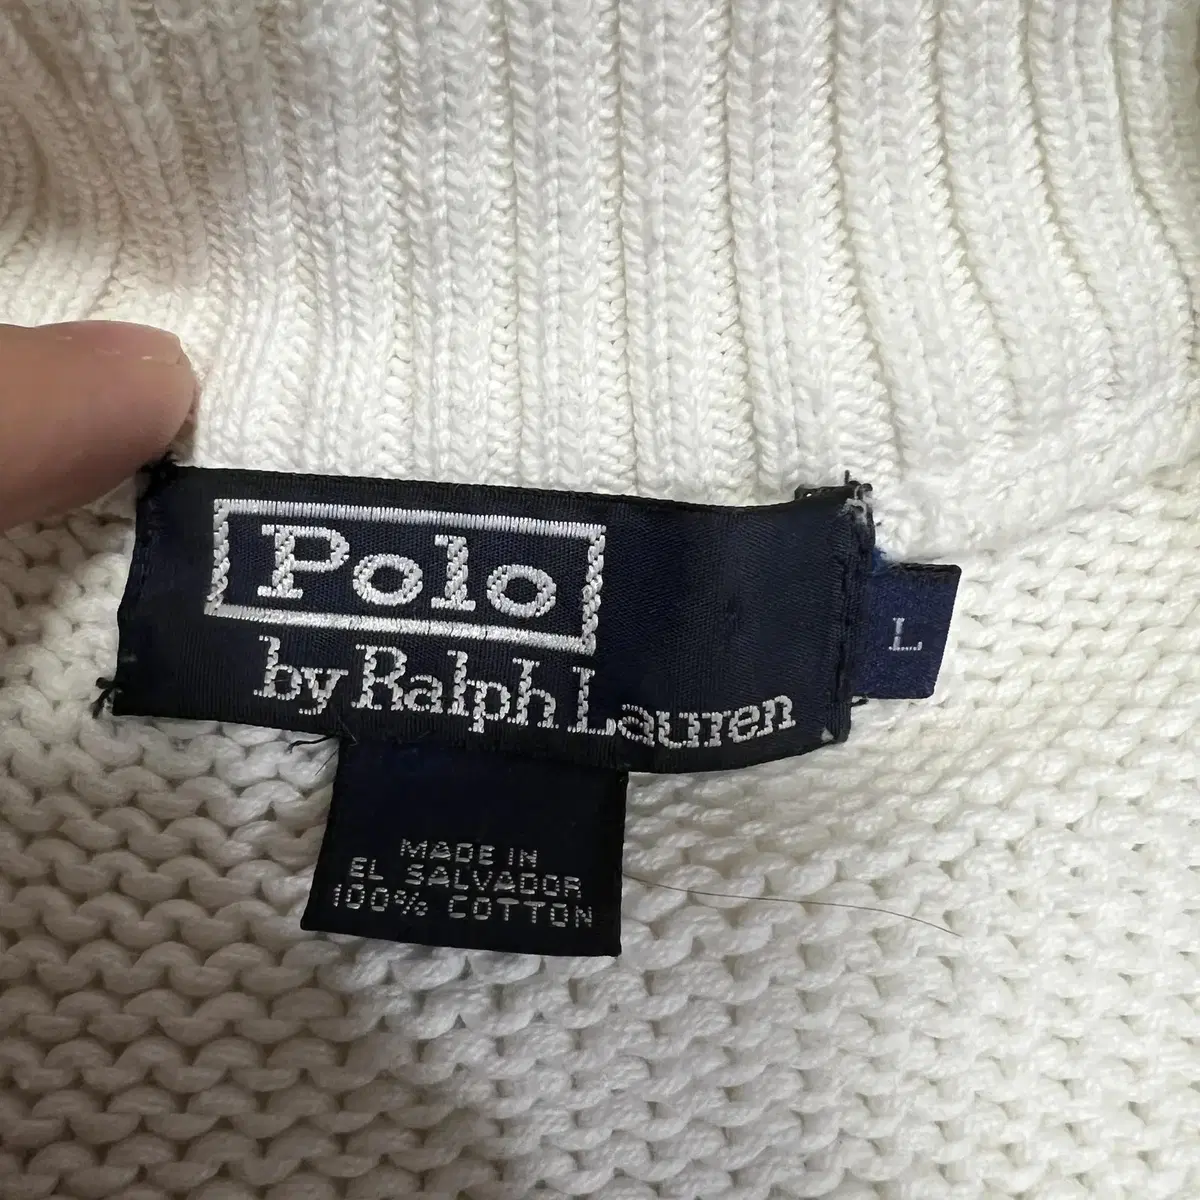 Polo
by Ralph Lauren
L
MADE IN
EL SALVADOR
100% COTTON